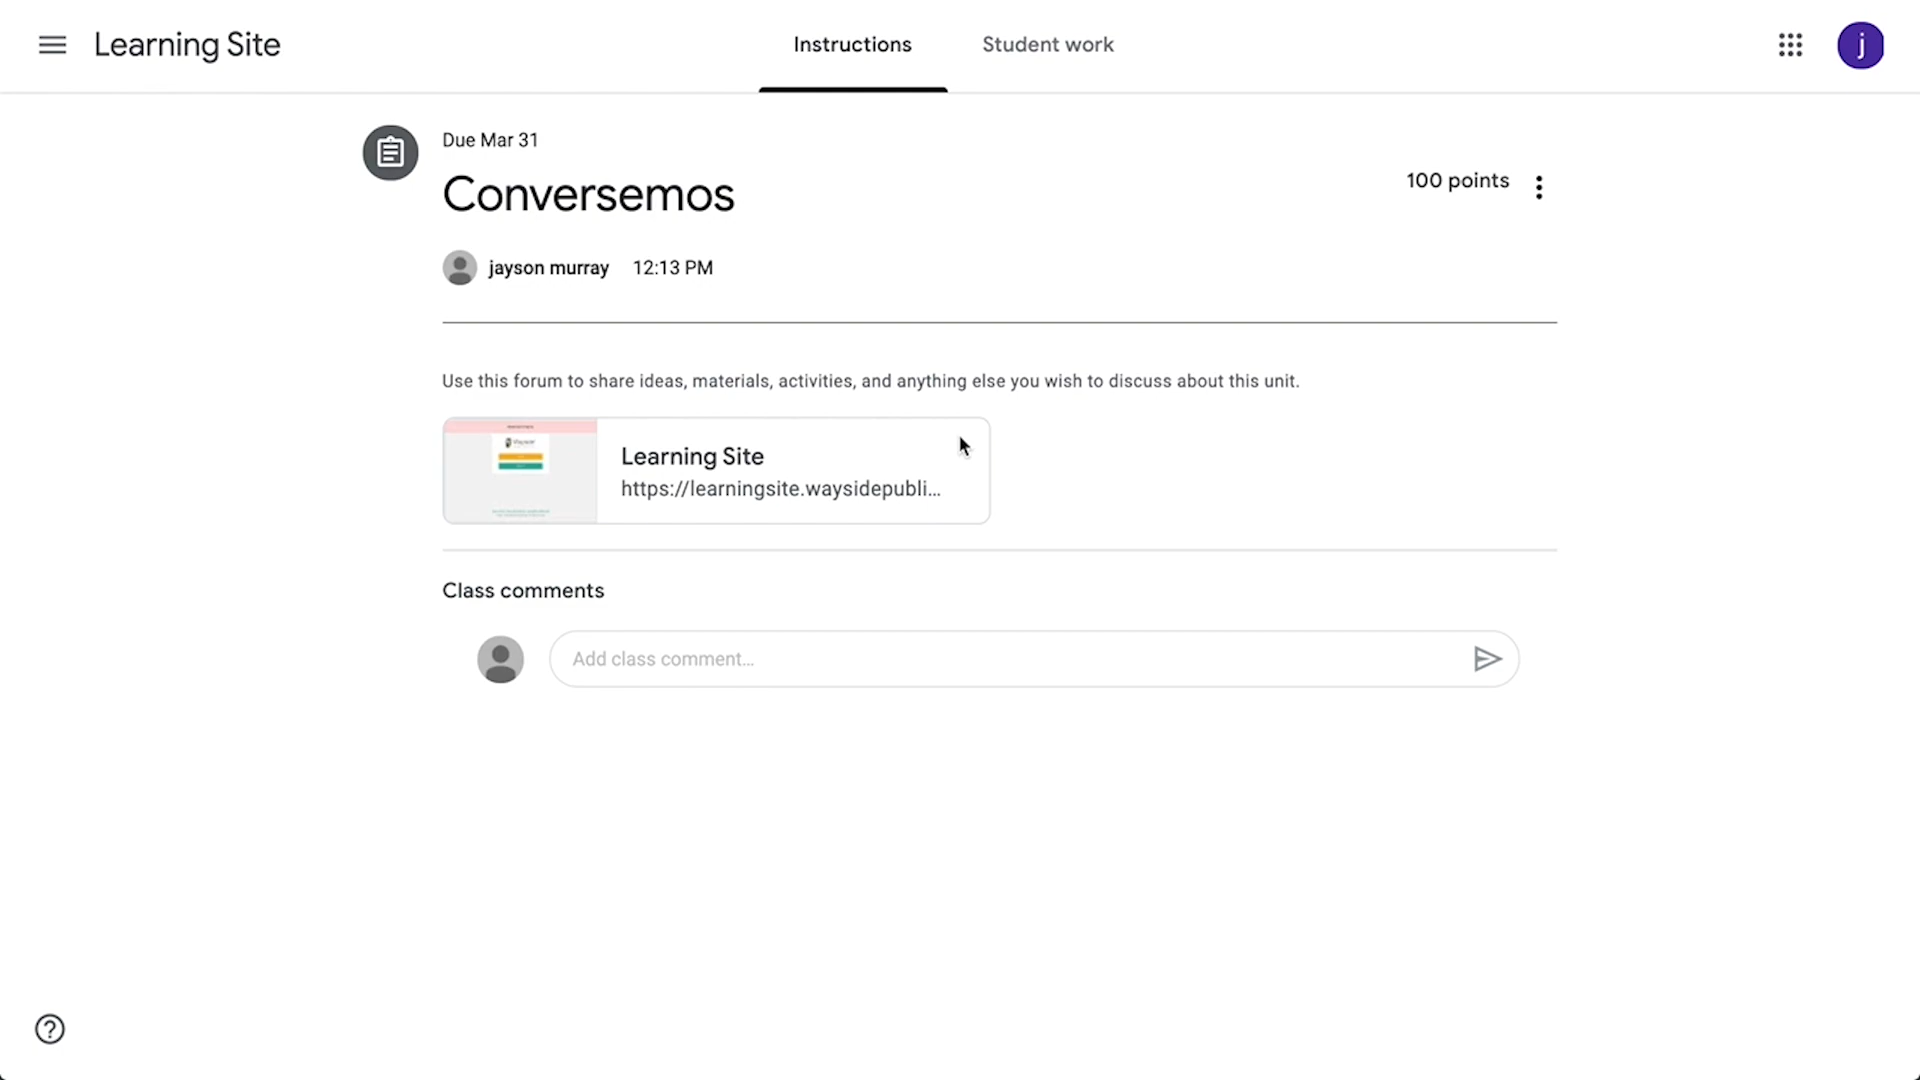 Learning Site
Instructions
Student work
j
Due Mar 31
Conversemos
100 points
jayson murray 12:13 PM
Use this forum to share ideas, materials, activities, and anything else you wish to discuss about this unit.
Learning Site
https://learningsite.waysidepubli...
Class comments
Add class comment...